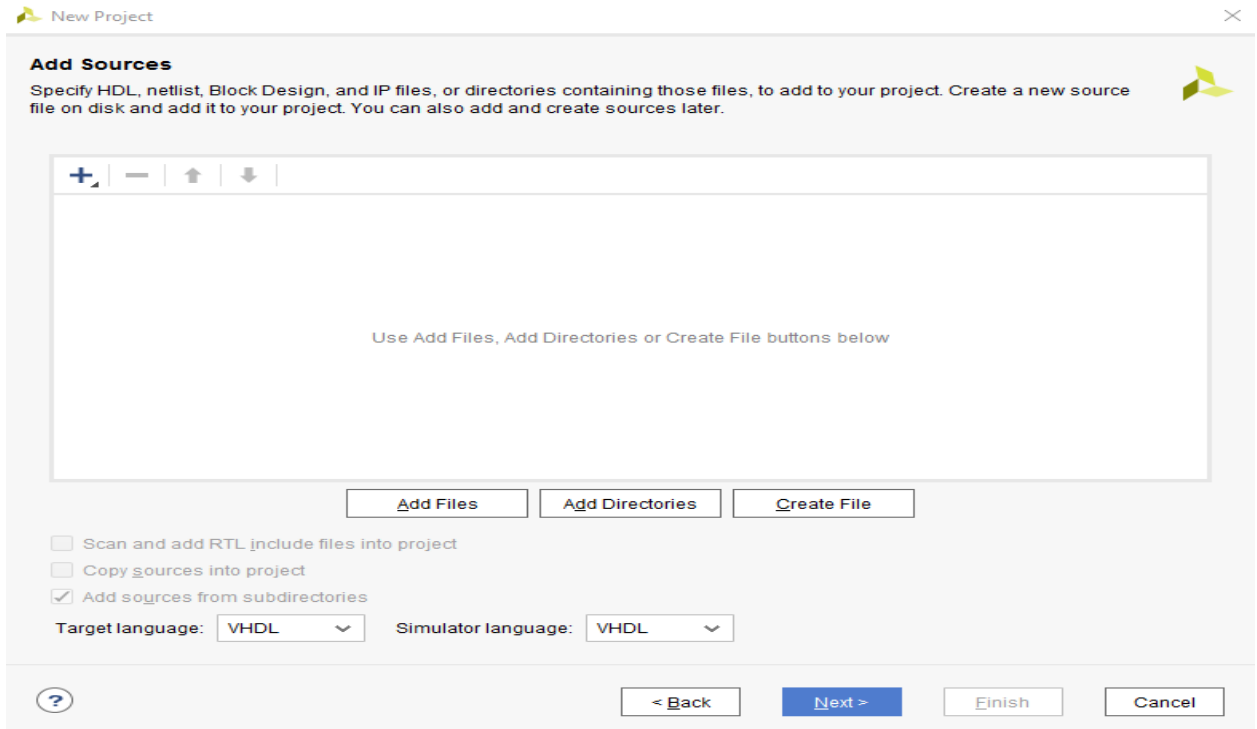 New Project
Add Sources
Specify HDL, netlist, Block Design, and IP files, or directories containing those files, to add to your project. Create a new source
file on disk and add it to your project. You can also add and create sources later.
Use Add Files, Add Directories or Create File buttons below
Add Files Add Directories Create File
Scan and add RTL include files into project
Copy sources into project
Add sources from subdirectories
Target language: VHDL Simulator language: VHDL
? < Back Next > Finish Cancel